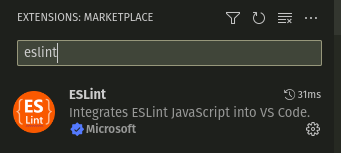 EXTENSIONS: MARKETPLACE
eslint
ES
Lint
ESLint 31ms
Integrates ESLint JavaScript into VS Code.
Microsoft